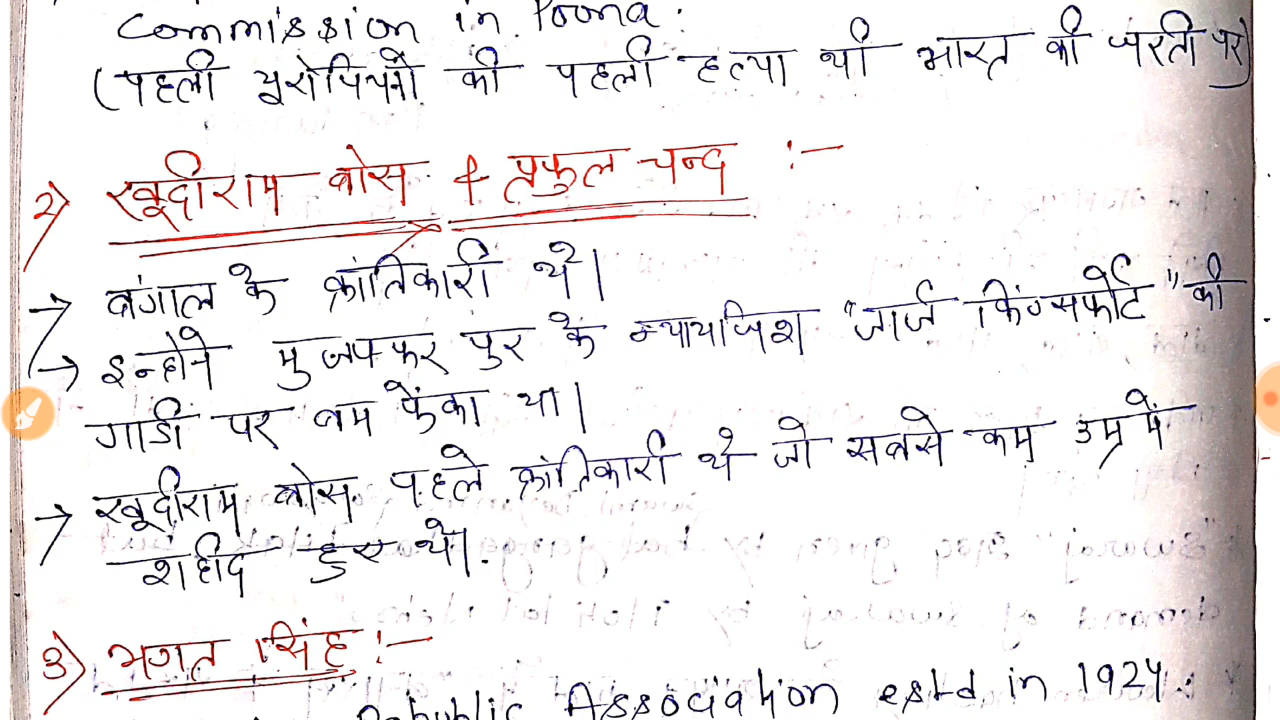 Commission in Poona.
(पहली यूरोपियनो की पहली हत्या थी भारत की धरती पर)
2) खूदीराम बोस & प्रफुल चन्द :-
→ बंगाल के क्रांतिकारी थे।
→ इन्होने मुजफ्फर पुर के न्यायाजिश "जार्ज किंग्सफोर्ट" की
गाडी पर बम फेंका था।
→ खूदीराम बोस पहले क्रांतिकारी थे जो सबसे कम उम्र में
शहीद हुए थे।
3) भगत सिंह :-
Republic Association estd in 1924.